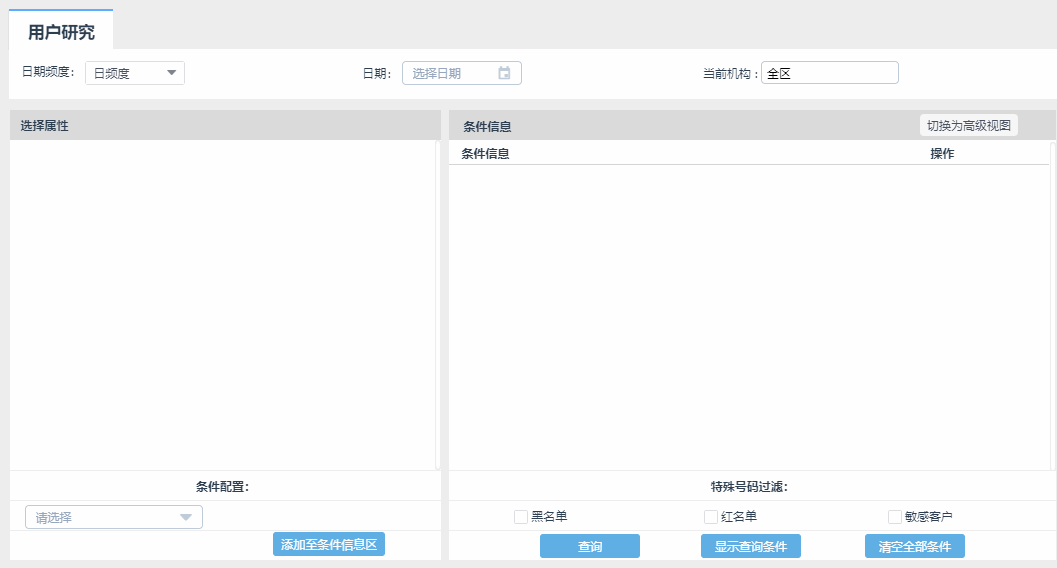 用户研究
日期频度： 日频度 日期： 选择日期 当前机构： 全区
选择属性 条件信息 切换为高级视图
条件信息 操作
条件配置： 特殊号码过滤：
请选择 黑名单 红名单 敏感客户
添加至条件信息区 查询 显示查询条件 清空全部条件